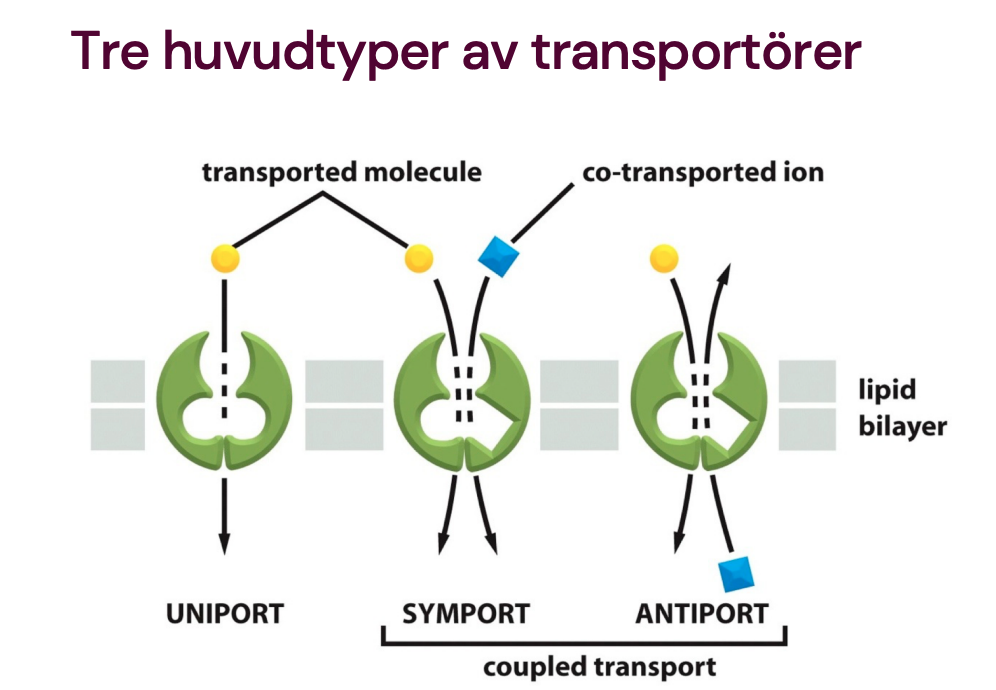 Tre huvudtyper av transportörer
transported molecule
co-transported ion
lipid
bilayer
UNIPORT
SYMPORT
ANTIPORT
coupled transport